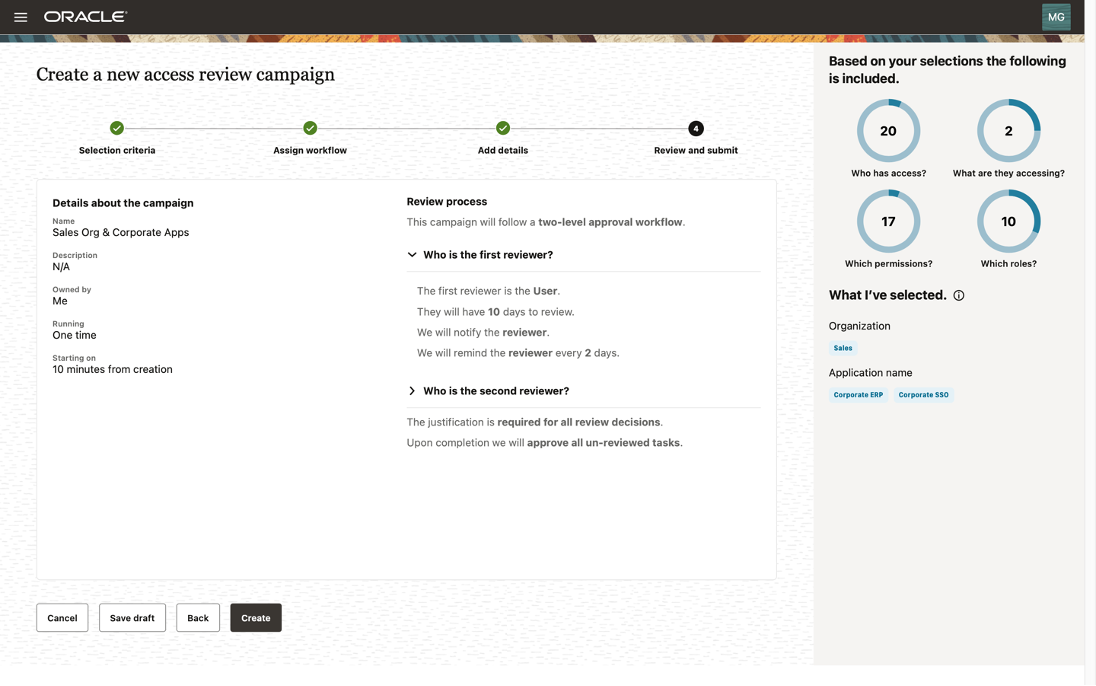 ORACLE
MG
Create a new access review campaign
Selection criteria
Assign workflow
Add details
4
Review and submit
Details about the campaign
Name
Sales Org & Corporate Apps
Description
N/A
Owned by
Me
Running
One time
Starting on
10 minutes from creation
Review process
This campaign will follow a two-level approval workflow.
Who is the first reviewer?
The first reviewer is the User.
They will have 10 days to review.
We will notify the reviewer.
We will remind the reviewer every 2 days.
Who is the second reviewer?
The justification is required for all review decisions.
Upon completion we will approve all un-reviewed tasks.
Cancel
Save draft
Back
Create
Based on your selections the following
is included.
20
Who has access?
2
What are they accessing?
17
Which permissions?
10
Which roles?
What I've selected.
Organization
Sales
Application name
Corporate ERP
Corporate SSO